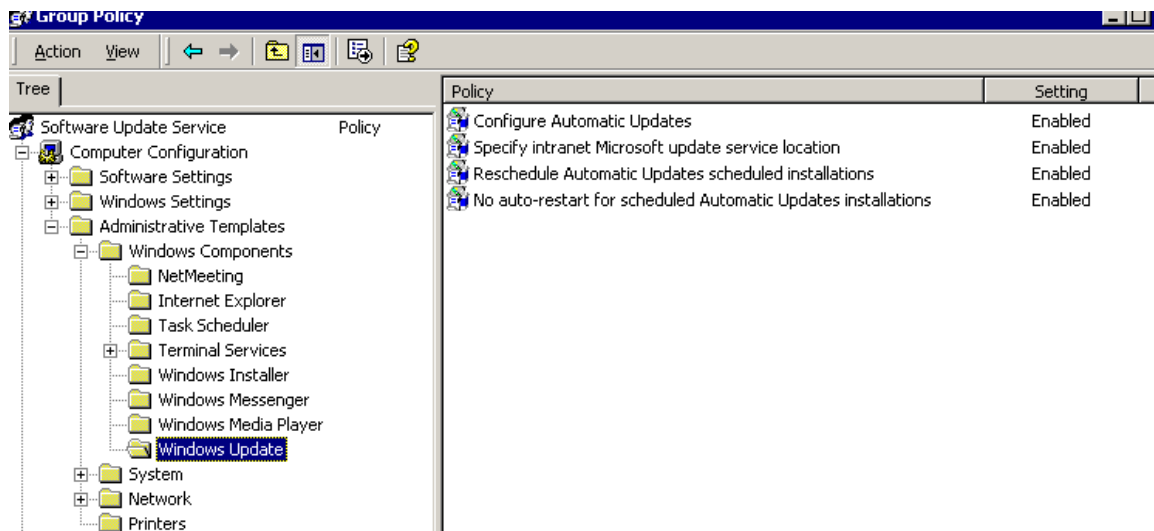 Group Policy
Action View
Tree
Policy Setting
Software Update Service Policy
Computer Configuration
Software Settings
Windows Settings
Administrative Templates
Windows Components
NetMeeting
Internet Explorer
Task Scheduler
Terminal Services
Windows Installer
Windows Messenger
Windows Media Player
Windows Update
System
Network
Printers
Configure Automatic Updates Enabled
Specify intranet Microsoft update service location Enabled
Reschedule Automatic Updates scheduled installations Enabled
No auto-restart for scheduled Automatic Updates installations Enabled